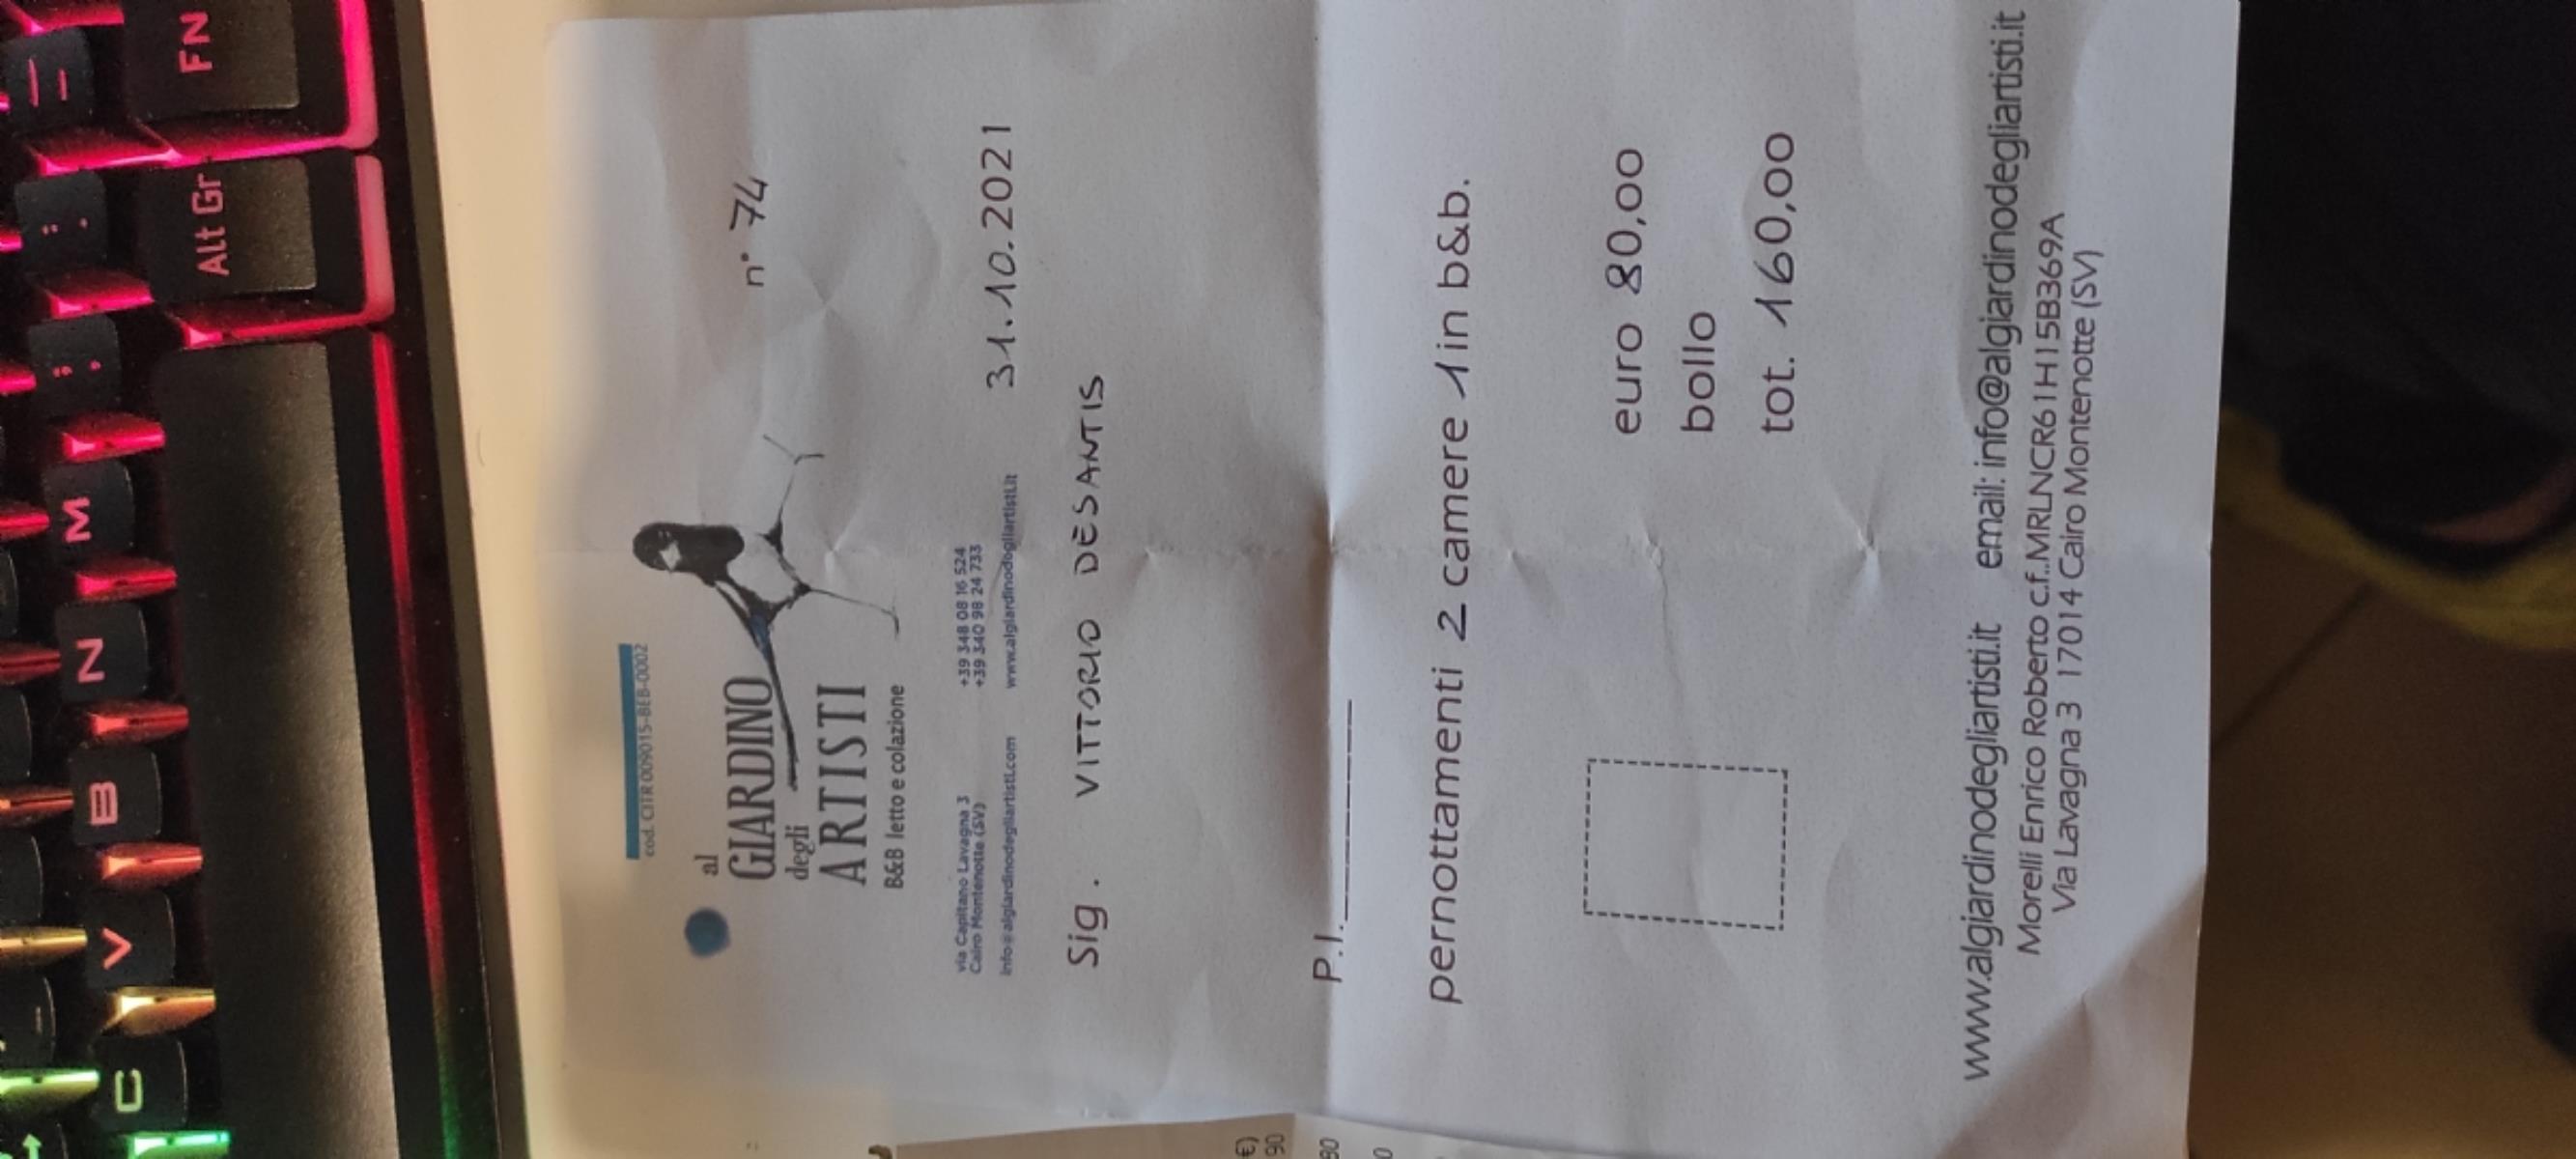 cod. CITR 009015-BEB-0002
al
GIARDINO
degli
ARTISTI
B&B letto e colazione
n° 74
via Capitano Lavagna 3
Cairo Montenotte (SV)
+39 348 08 16 524
+39 340 98 24 733
info@algiardinodegliartisti.com
www.algiardinodegliartisti.it
31.10.2021
Sig. VITTORIO DESANTIS
P.I.
pernottamenti 2 camere 1 in b&b.
euro 80,00
bollo
tot. 160,00
www.algiardinodegliartisti.it email: info@algiardinodegliartisti.it
Morelli Enrico Roberto c.f.MRLNCR61H15B369A
Via Lavagna 3 17014 Cairo Montenotte (SV)
FN
Alt Gr
M
N
B
V
C
€)
90
80
0